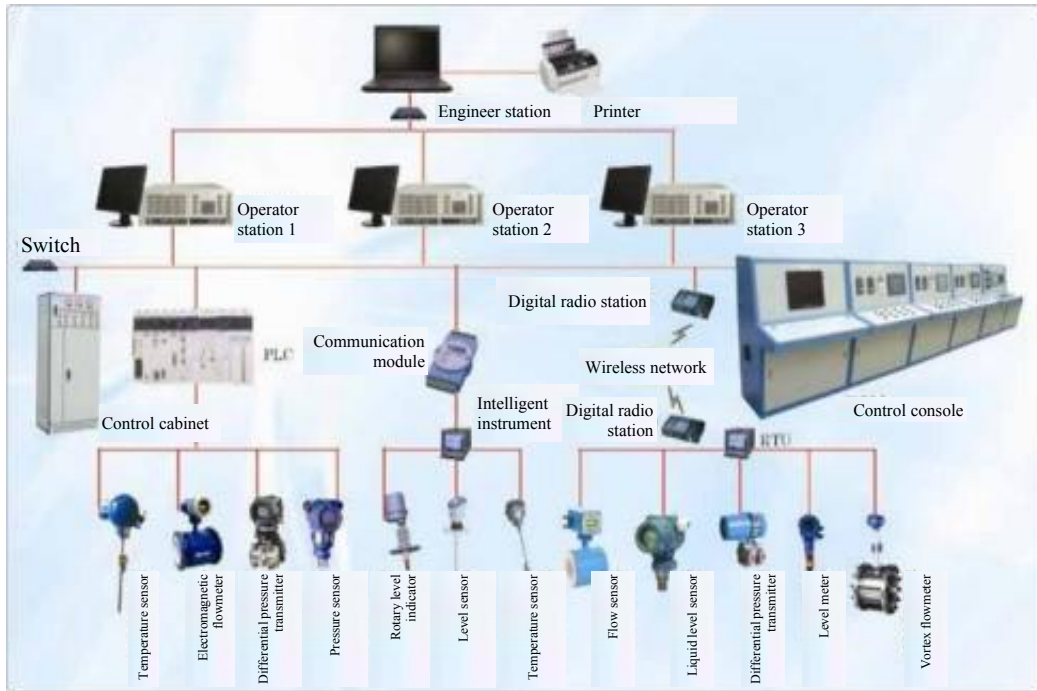 Engineer station
Printer
Operator
station 1
Operator
station 2
Operator
station 3
Switch
Digital radio station
PLC
Communication
module
Wireless network
Intelligent
instrument
Digital radio
station
Control console
Control cabinet
RTU
Temperature sensor
Electromagnetic
flowmeter
Differential pressure
transmitter
Pressure sensor
Rotary level
indicator
Level sensor
Temperature sensor
Flow sensor
Liquid level sensor
Differential pressure
transmitter
Level meter
Vortex flowmeter